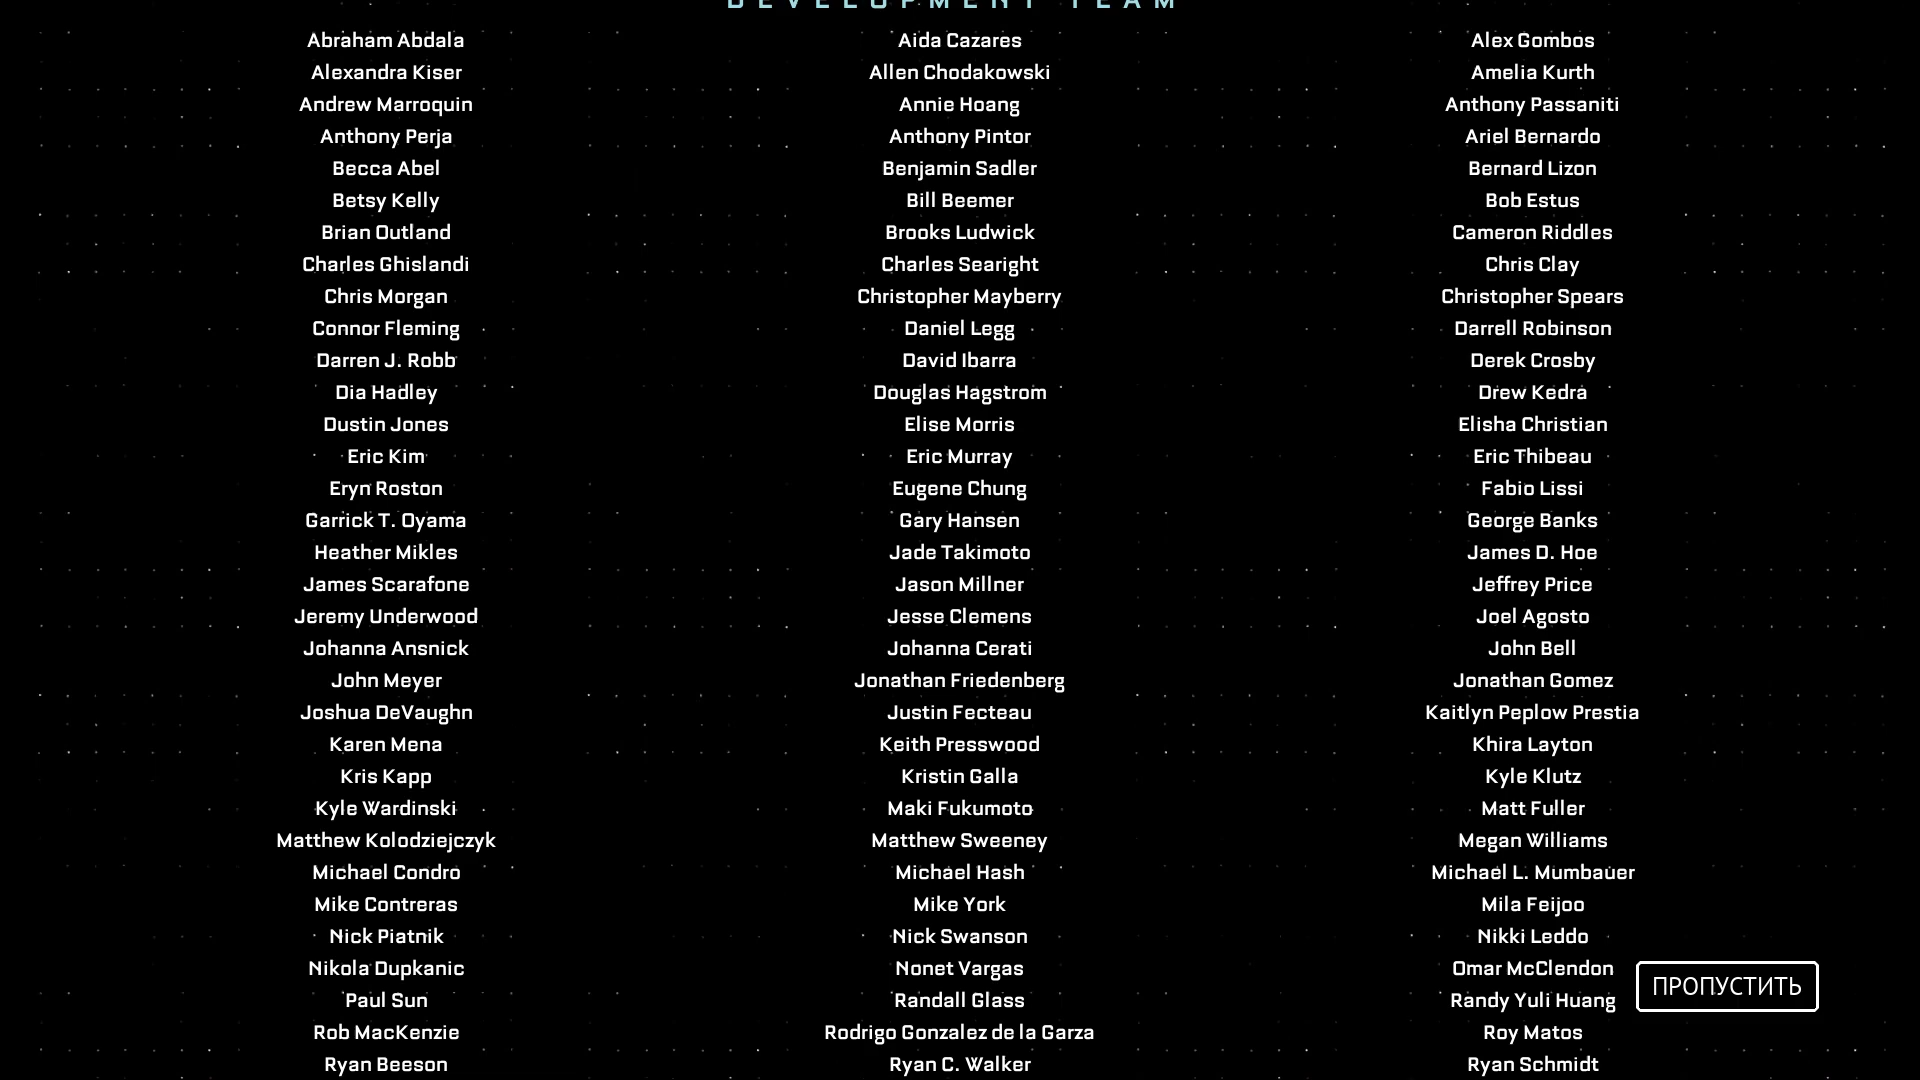 DEVELOPMENT TEAM
Abraham Abdala Aida Cazares Alex Gombos
Alexandra Kiser Allen Chodakowski Amelia Kurth
Andrew Marroquin Annie Hoang Anthony Passaniti
Anthony Perja Anthony Pintor Ariel Bernardo
Becca Abel Benjamin Sadler Bernard Lizon
Betsy Kelly Bill Beemer Bob Estus
Brian Outland Brooks Ludwick Cameron Riddles
Charles Ghislandi Charles Searight Chris Clay
Chris Morgan Christopher Mayberry Christopher Spears
Connor Fleming Daniel Legg Darrell Robinson
Darren J. Robb David Ibarra Derek Crosby
Dia Hadley Douglas Hagstrom Drew Kedra
Dustin Jones Elise Morris Elisha Christian
Eric Kim Eric Murray Eric Thibeau
Eryn Roston Eugene Chung Fabio Lissi
Garrick T. Oyama Gary Hansen George Banks
Heather Mikles Jade Takimoto James D. Hoe
James Scarafone Jason Millner Jeffrey Price
Jeremy Underwood Jesse Clemens Joel Agosto
Johanna Ansnick Johanna Cerati John Bell
John Meyer Jonathan Friedenberg Jonathan Gomez
Joshua DeVaughn Justin Fecteau Kaitlyn Peplow Prestia
Karen Mena Keith Presswood Khira Layton
Kris Kapp Kristin Galla Kyle Klutz
Kyle Wardinski Maki Fukumoto Matt Fuller
Matthew Kolodziejczyk Matthew Sweeney Megan Williams
Michael Condro Michael Hash Michael L. Mumbauer
Mike Contreras Mike York Mila Feijoo
Nick Piatnik Nick Swanson Nikki Leddo
Nikola Dupkanic Nonet Vargas Omar McClendon
Paul Sun Randall Glass Randy Yuli Huang
ПРОПУСТИТЬ
Rob MacKenzie Rodrigo Gonzalez de la Garza Roy Matos
Ryan Beeson Ryan C. Walker Ryan Schmidt